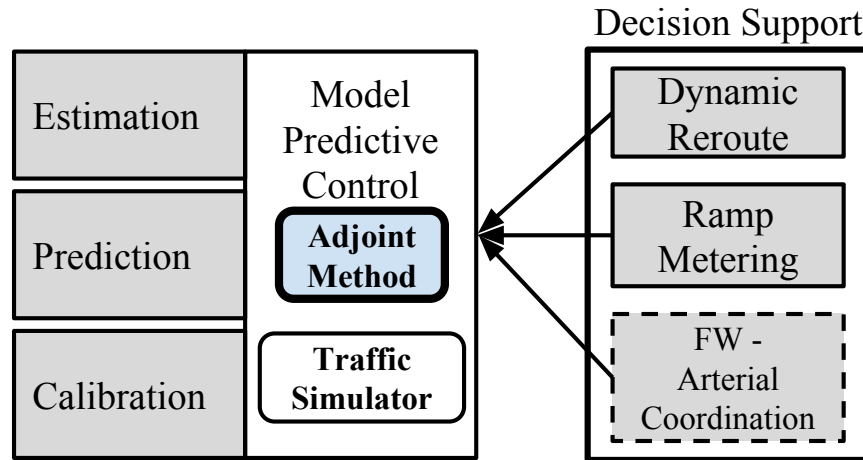 Decision Support
Estimation
Prediction
Calibration
Model
Predictive
Control
Adjoint
Method
Traffic
Simulator
Dynamic
Reroute
Ramp
Metering
FW -
Arterial
Coordination